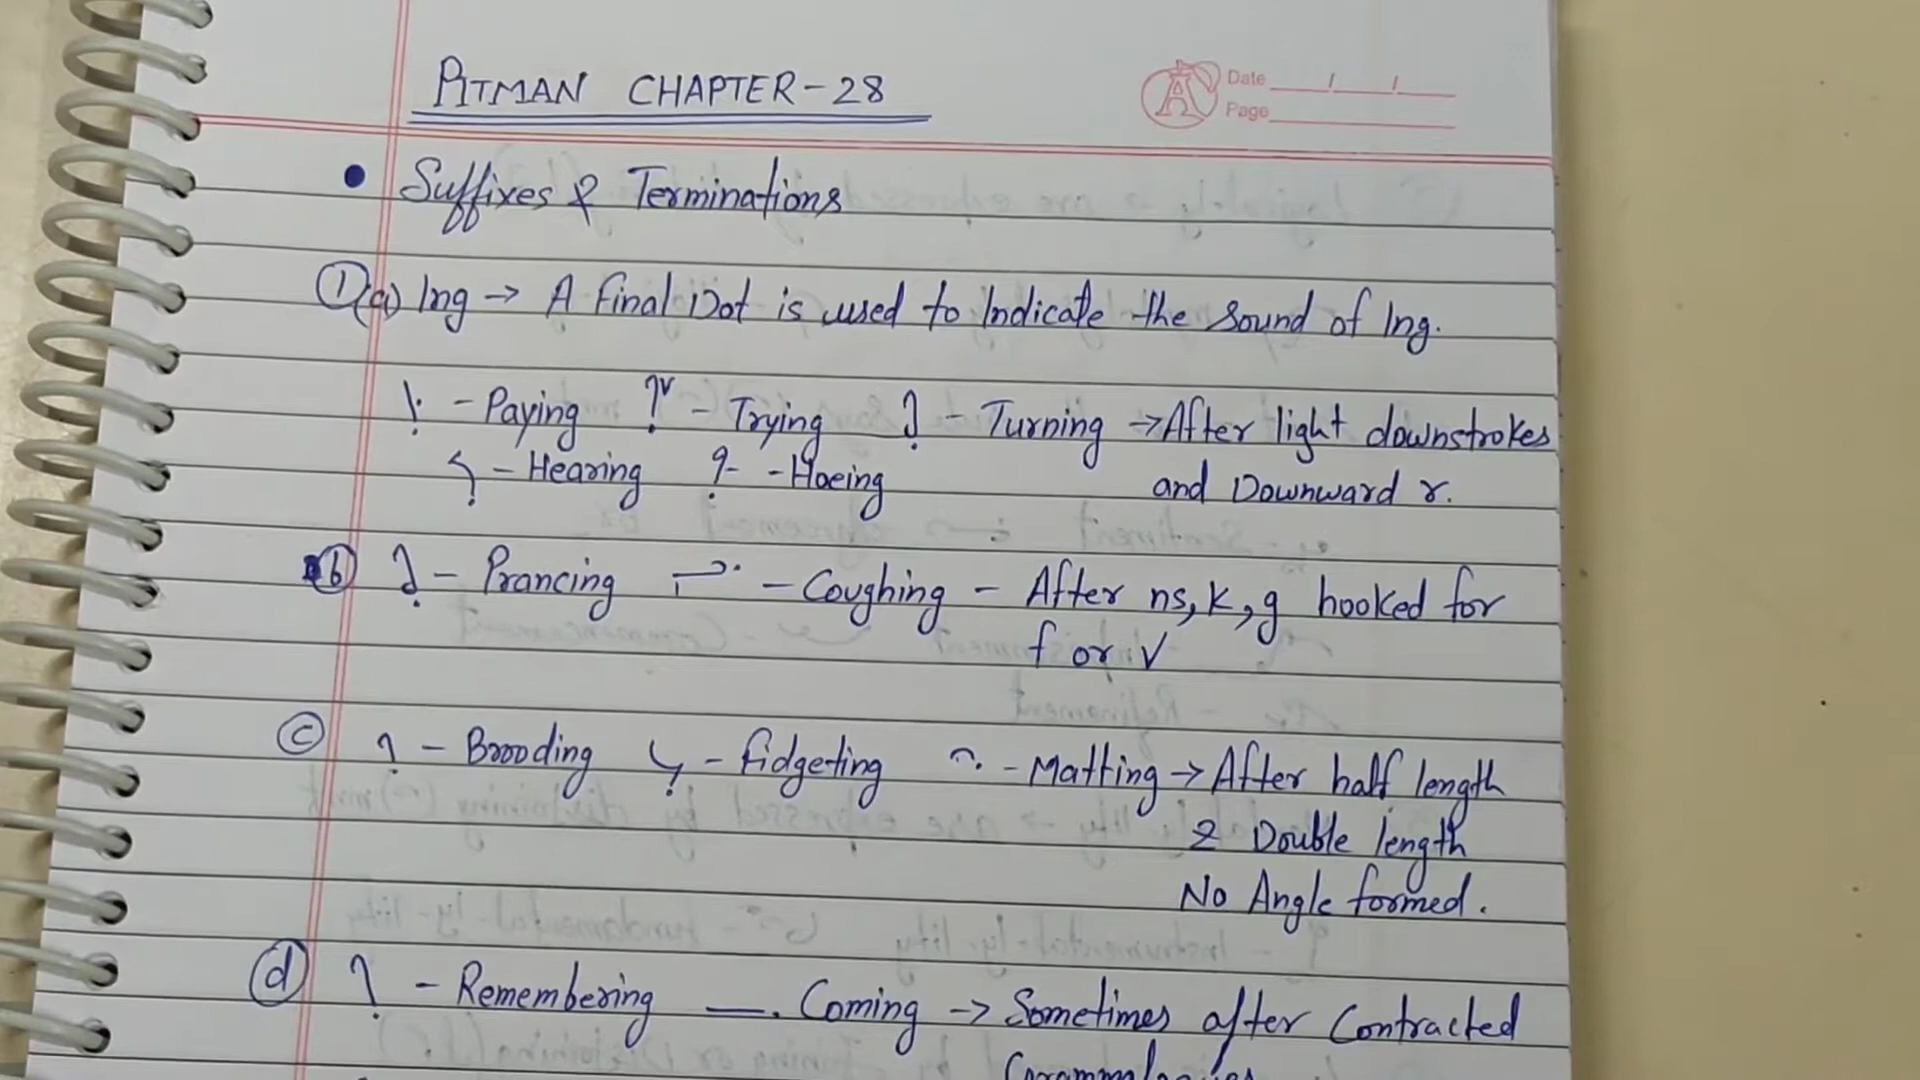 PITMAN CHAPTER-28
Date / /
Page
• Suffixes & Terminations
①(a) Ing → A Final Dot is used to Indicate the Sound of Ing.
- Paying - Trying - Turning → After light downstrokes
- Hearing - Hoeing and Downward r.
(b) - Prancing - Coughing - After ns, k, g hooked for
f or V
(c) - Brooding - Fidgeting - Matting → After half length
& Double length
No Angle formed.
(d) - Remembering Coming → Sometimes after Contracted